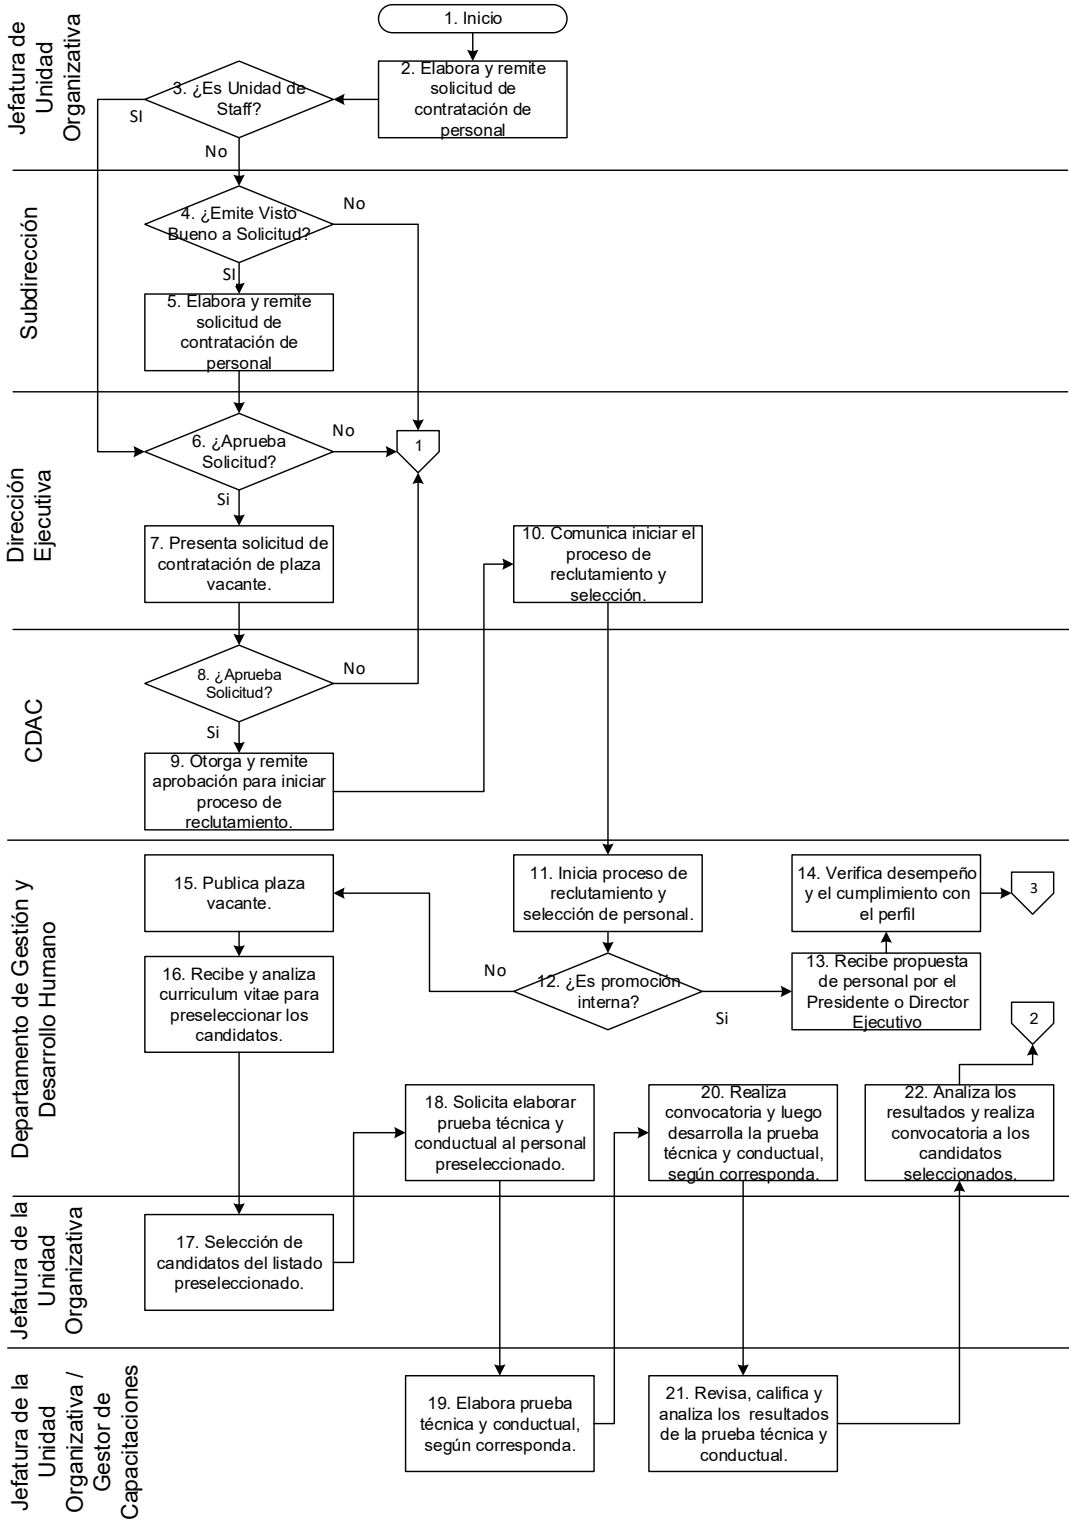 Jefatura de
Unidad
Organizativa
1. Inicio
2. Elabora y remite
solicitud de
contratación de
personal
3. ¿Es Unidad de
Staff?
SI
No
Subdirección
4. ¿Emite Visto
Bueno a Solicitud?
No
SI
5. Elabora y remite
solicitud de
contratación de
personal
Dirección
Ejecutiva
6. ¿Aprueba
Solicitud?
No
1
Si
7. Presenta solicitud de
contratación de plaza
vacante.
10. Comunica iniciar el
proceso de
reclutamiento y
selección.
CDAC
8. ¿Aprueba
Solicitud?
No
Si
9. Otorga y remite
aprobación para iniciar
proceso de
reclutamiento.
Departamento de Gestión y
Desarrollo Humano
11. Inicia proceso de
reclutamiento y
selección de personal.
12. ¿Es promoción
interna?
No
Si
13. Recibe propuesta
de personal por el
Presidente o Director
Ejecutivo
14. Verifica desempeño
y el cumplimiento con
el perfil
3
15. Publica plaza
vacante.
16. Recibe y analiza
curriculum vitae para
preseleccionar los
candidatos.
18. Solicita elaborar
prueba técnica y
conductual al personal
preseleccionado.
20. Realiza
convocatoria y luego
desarrolla la prueba
técnica y conductual,
según corresponda.
22. Analiza los
resultados y realiza
convocatoria a los
candidatos
seleccionados.
2
Jefatura de la
Unidad
Organizativa
17. Selección de
candidatos del listado
preseleccionado.
Jefatura de la
Unidad
Organizativa /
Gestor de
Capacitaciones
19. Elabora prueba
técnica y conductual,
según corresponda.
21. Revisa, califica y
analiza los resultados
de la prueba técnica y
conductual.